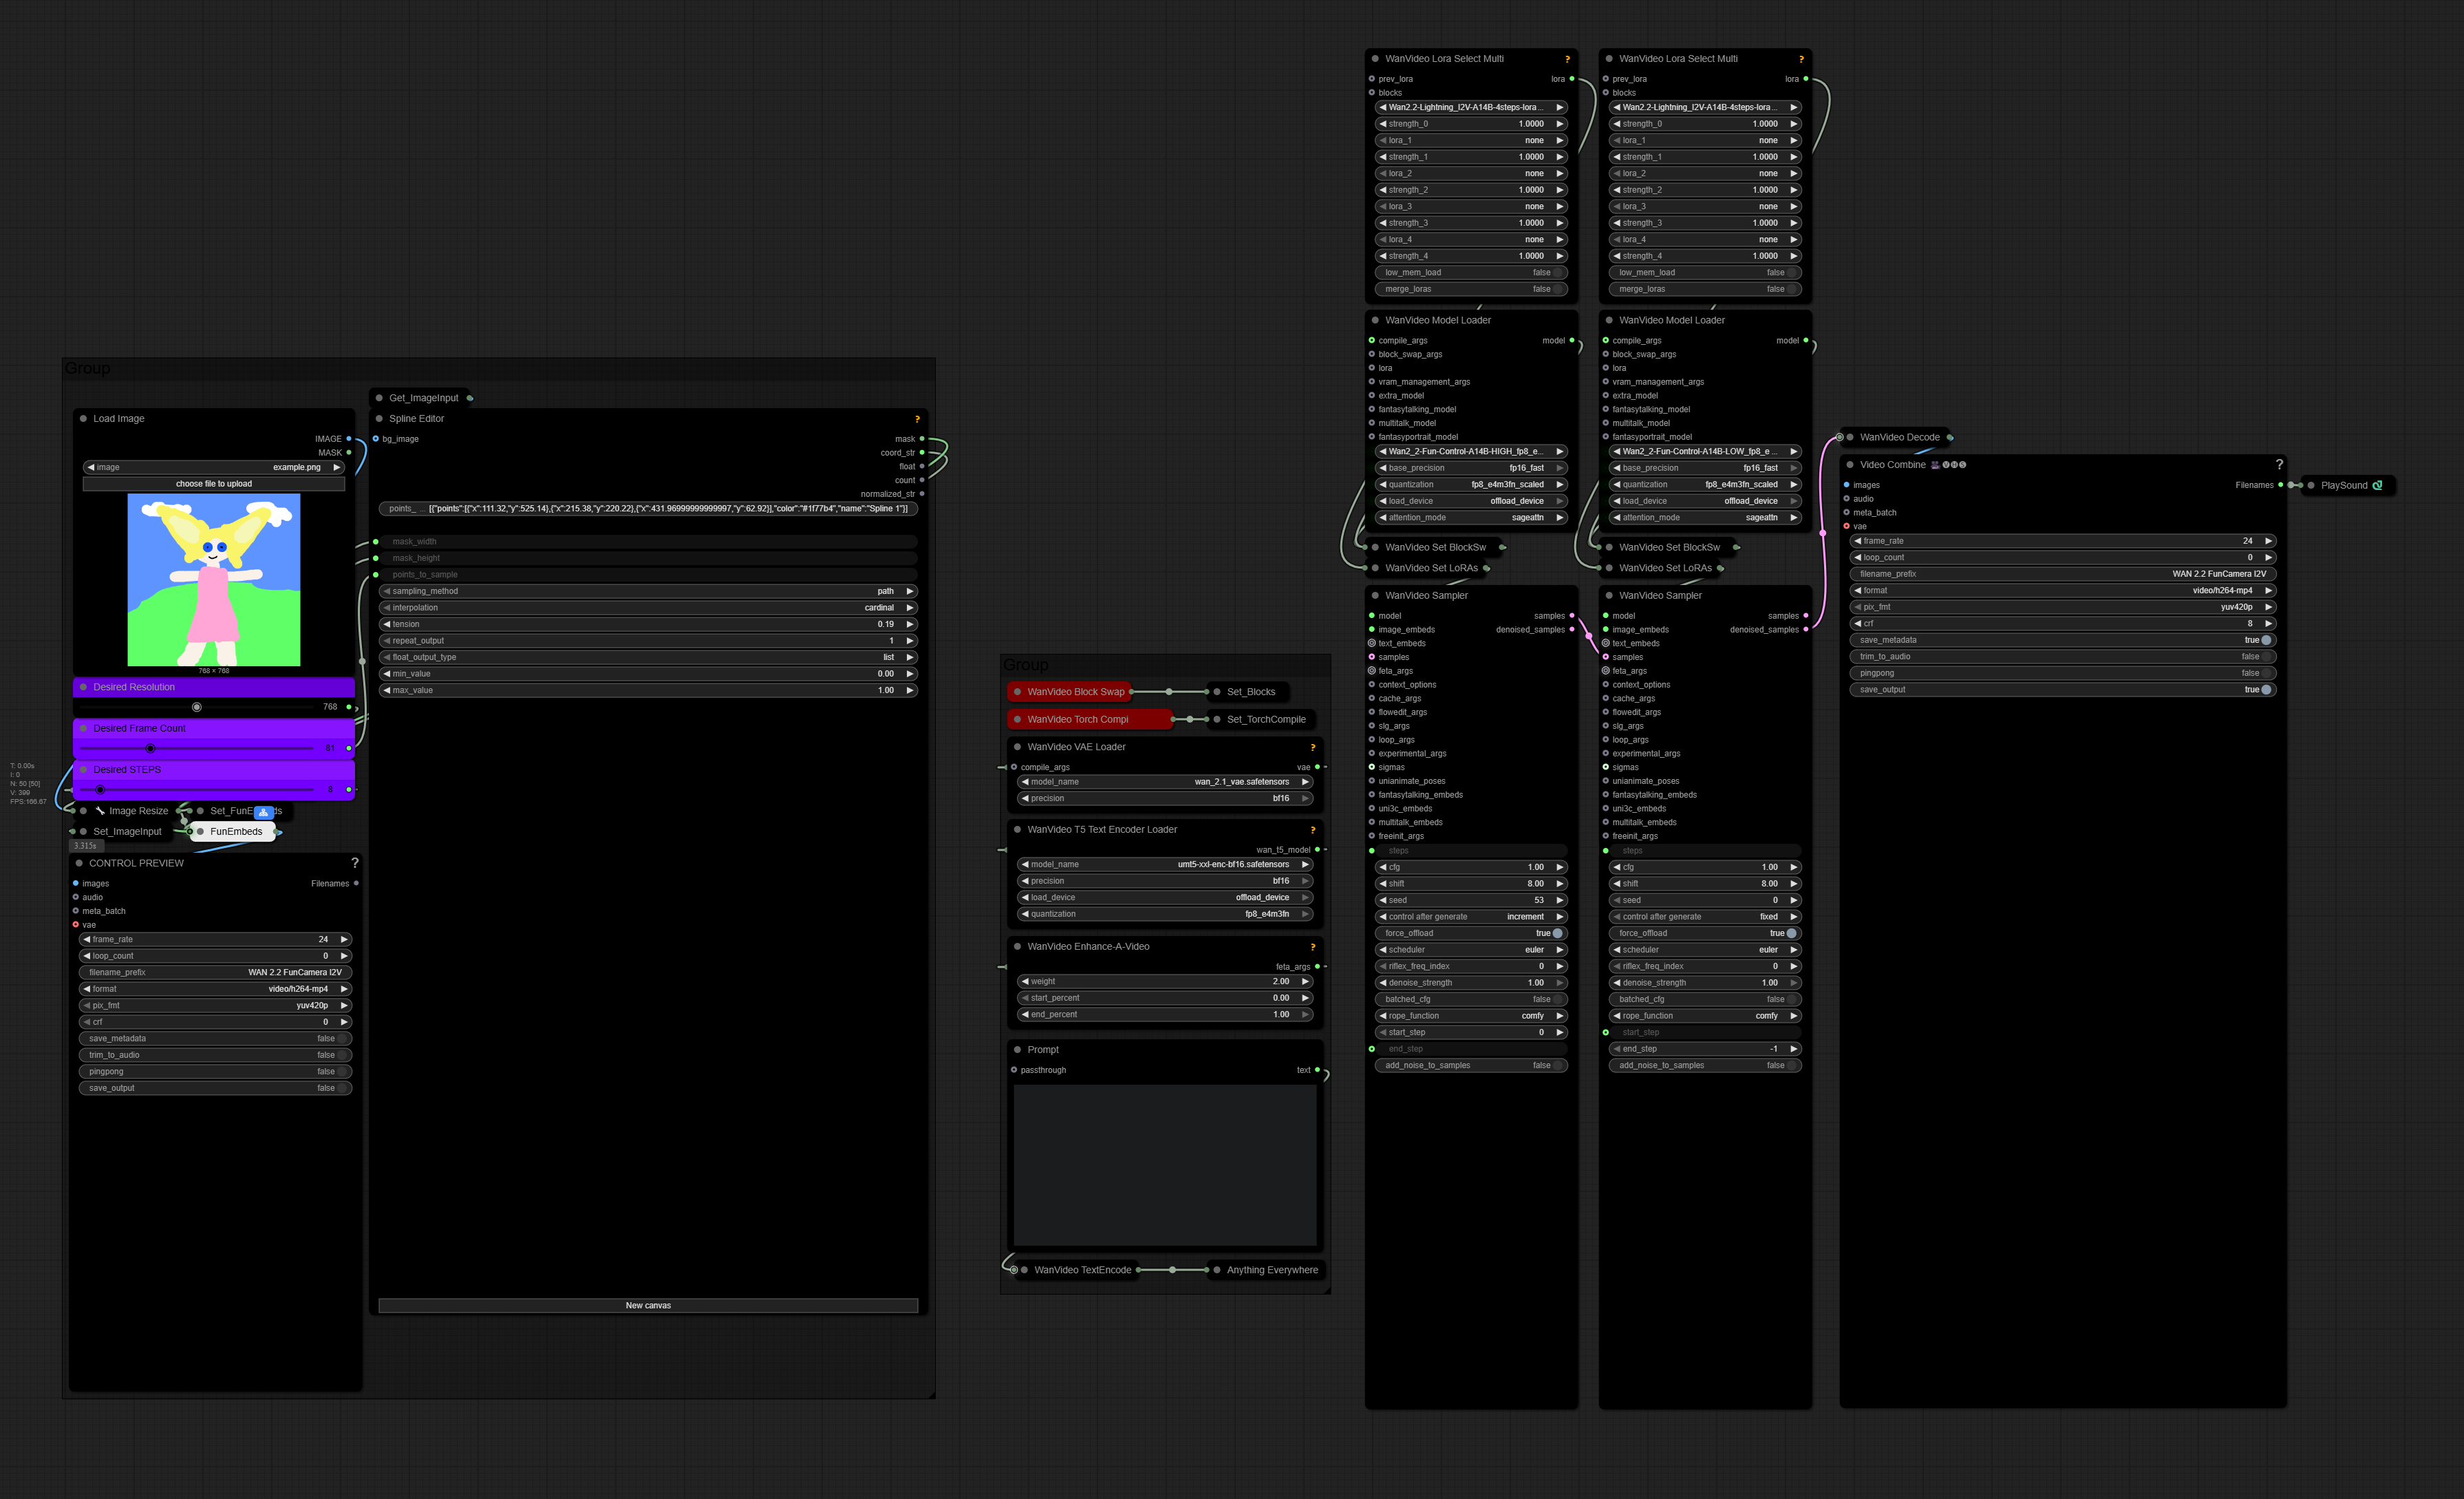 Group
Load Image
IMAGE
MASK
image example.png
choose file to upload
768 × 768
Desired Resolution
768
Desired Frame Count
81
Desired STEPS
8
T: 0.00s
I: 0
N: 50 [50]
V: 399
FPS:166.67
Image Resize
Set_ImageInput
FunEmbeds
3.315s
CONTROL PREVIEW ?
images Filenames
audio
meta_batch
vae
frame_rate 24
loop_count 0
filename_prefix WAN 2.2 FunCamera I2V
format video/h264-mp4
pix_fmt yuv420p
crf 0
save_metadata false
trim_to_audio false
pingpong false
save_output false
Get_ImageInput
Spline Editor ?
bg_image mask
coord_str
float
count
normalized_str
points_ ... [{"points":[{"x":111.32,"y":525.14},{"x":215.38,"y":220.22},{"x":431.96999999999997,"y":62.92}],"color":"#1f77b4","name":"Spline 1"}]
mask_width
mask_height
points_to_sample
sampling_method path
interpolation cardinal
tension 0.19
repeat_output 1
float_output_type list
min_value 0.00
max_value 1.00
New canvas
Group
WanVideo Block Swap Set_Blocks
WanVideo Torch Compi Set_TorchCompile
WanVideo VAE Loader ?
compile_args vae
model_name wan_2.1_vae.safetensors
precision bf16
WanVideo T5 Text Encoder Loader ?
wan_t5_model
model_name umt5-xxl-enc-bf16.safetensors
precision bf16
load_device offload_device
quantization fp8_e4m3fn
WanVideo Enhance-A-Video ?
feta_args
weight 2.00
start_percent 0.00
end_percent 1.00
Prompt
passthrough text
WanVideo TextEncode Anything Everywhere
WanVideo Lora Select Multi ?
prev_lora lora
blocks
Wan2.2-Lightning_I2V-A14B-4steps-lora...
strength_0 1.0000
lora_1 none
strength_1 1.0000
lora_2 none
strength_2 1.0000
lora_3 none
strength_3 1.0000
lora_4 none
strength_4 1.0000
low_mem_load false
merge_loras false
WanVideo Model Loader
compile_args model
block_swap_args
lora
vram_management_args
extra_model
fantasytalking_model
multitalk_model
fantasyportrait_model
Wan2_2-Fun-Control-A14B-HIGH_fp8_e...
base_precision fp16_fast
quantization fp8_e4m3fn_scaled
load_device offload_device
attention_mode sageattn
WanVideo Set BlockSw
WanVideo Set LoRAs
WanVideo Sampler
model samples
image_embeds denoised_samples
text_embeds
samples
feta_args
context_options
cache_args
flowedit_args
slg_args
loop_args
experimental_args
sigmas
unianimate_poses
fantasytalking_embeds
uni3c_embeds
multitalk_embeds
freeinit_args
steps
cfg 1.00
shift 8.00
seed 53
control after generate increment
force_offload true
scheduler euler
riflex_freq_index 0
denoise_strength 1.00
batched_cfg false
rope_function comfy
start_step 0
end_step
add_noise_to_samples false
WanVideo Lora Select Multi ?
prev_lora lora
blocks
Wan2.2-Lightning_I2V-A14B-4steps-lora...
strength_0 1.0000
lora_1 none
strength_1 1.0000
lora_2 none
strength_2 1.0000
lora_3 none
strength_3 1.0000
lora_4 none
strength_4 1.0000
low_mem_load false
merge_loras false
WanVideo Model Loader
compile_args model
block_swap_args
lora
vram_management_args
extra_model
fantasytalking_model
multitalk_model
fantasyportrait_model
Wan2_2-Fun-Control-A14B-LOW_fp8_e...
base_precision fp16_fast
quantization fp8_e4m3fn_scaled
load_device offload_device
attention_mode sageattn
WanVideo Set BlockSw
WanVideo Set LoRAs
WanVideo Sampler
model samples
image_embeds denoised_samples
text_embeds
samples
feta_args
context_options
cache_args
flowedit_args
slg_args
loop_args
experimental_args
sigmas
unianimate_poses
fantasytalking_embeds
uni3c_embeds
multitalk_embeds
freeinit_args
steps
cfg 1.00
shift 8.00
seed 0
control after generate fixed
force_offload true
scheduler euler
riflex_freq_index 0
denoise_strength 1.00
batched_cfg false
rope_function comfy
start_step
end_step -1
add_noise_to_samples false
WanVideo Decode
Video Combine 🎥🅥🅗🅢 ?
images Filenames
audio
meta_batch
vae
frame_rate 24
loop_count 0
filename_prefix WAN 2.2 FunCamera I2V
format video/h264-mp4
pix_fmt yuv420p
crf 8
save_metadata true
trim_to_audio false
pingpong false
save_output true
PlaySound